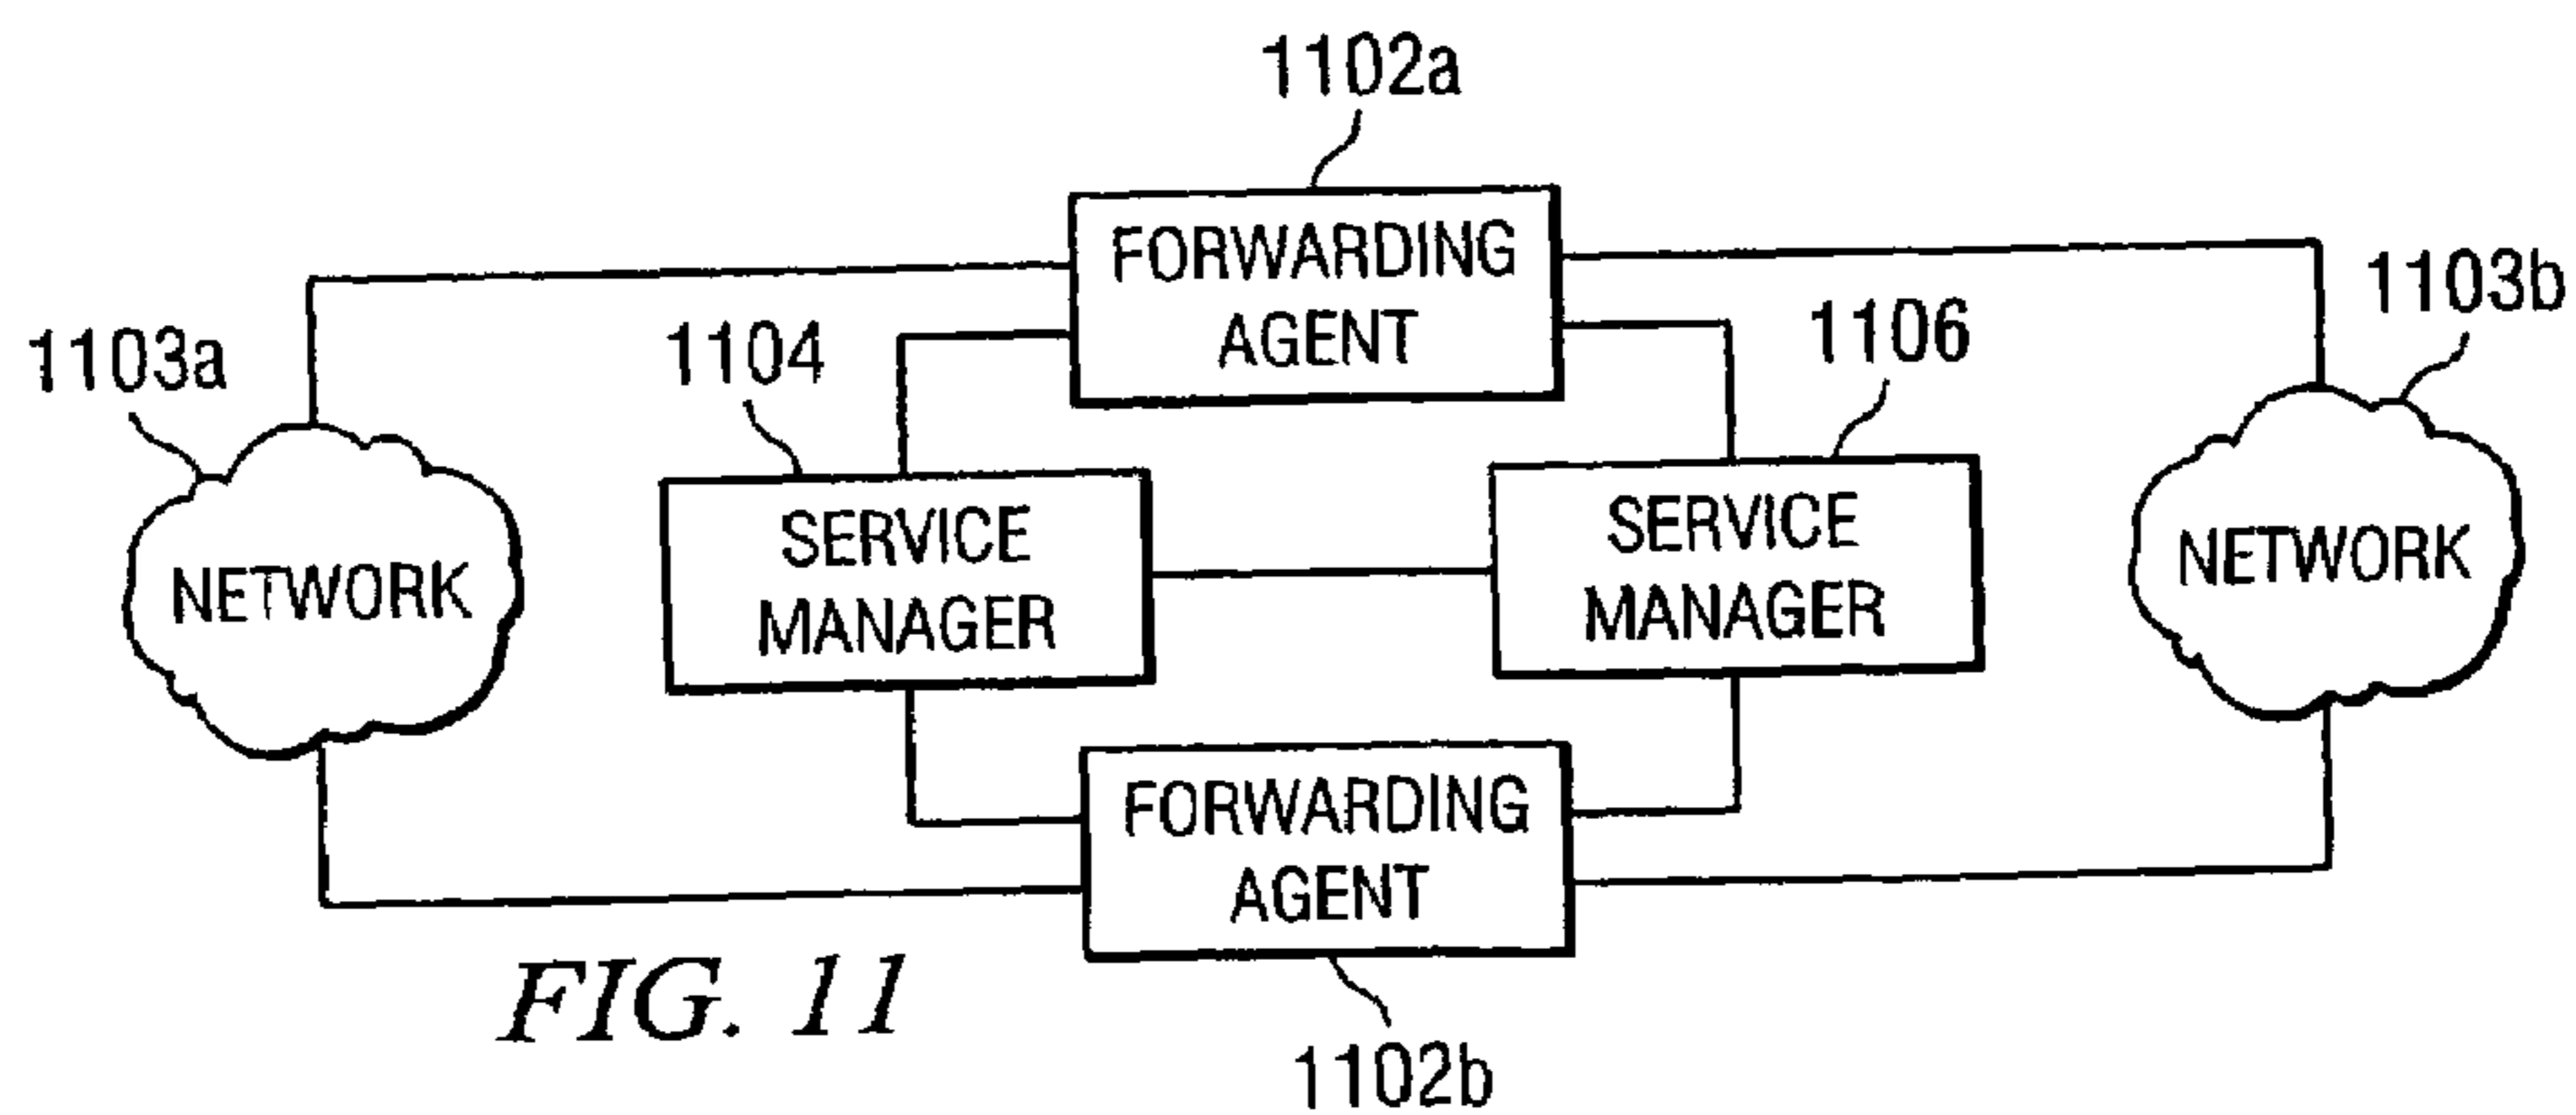 1102a
FORWARDING
AGENT
1103a
1104
1106
1103b
NETWORK
SERVICE
MANAGER
SERVICE
MANAGER
NETWORK
FORWARDING
AGENT
FIG. 11
1102b